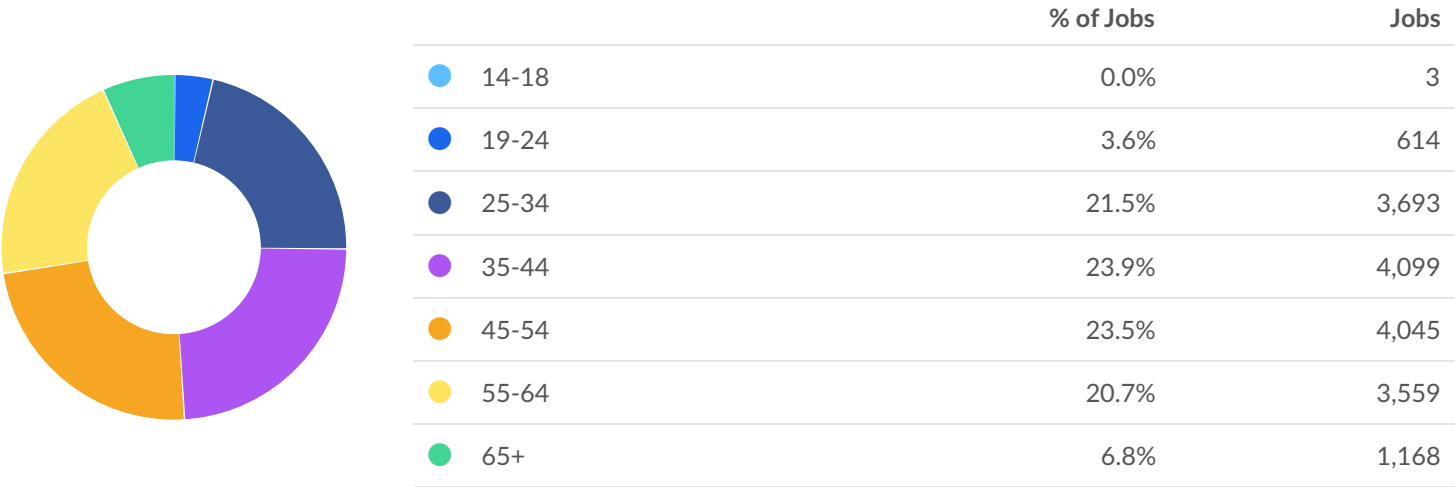 % of Jobs Jobs
14-18 0.0% 3
19-24 3.6% 614
25-34 21.5% 3,693
35-44 23.9% 4,099
45-54 23.5% 4,045
55-64 20.7% 3,559
65+ 6.8% 1,168